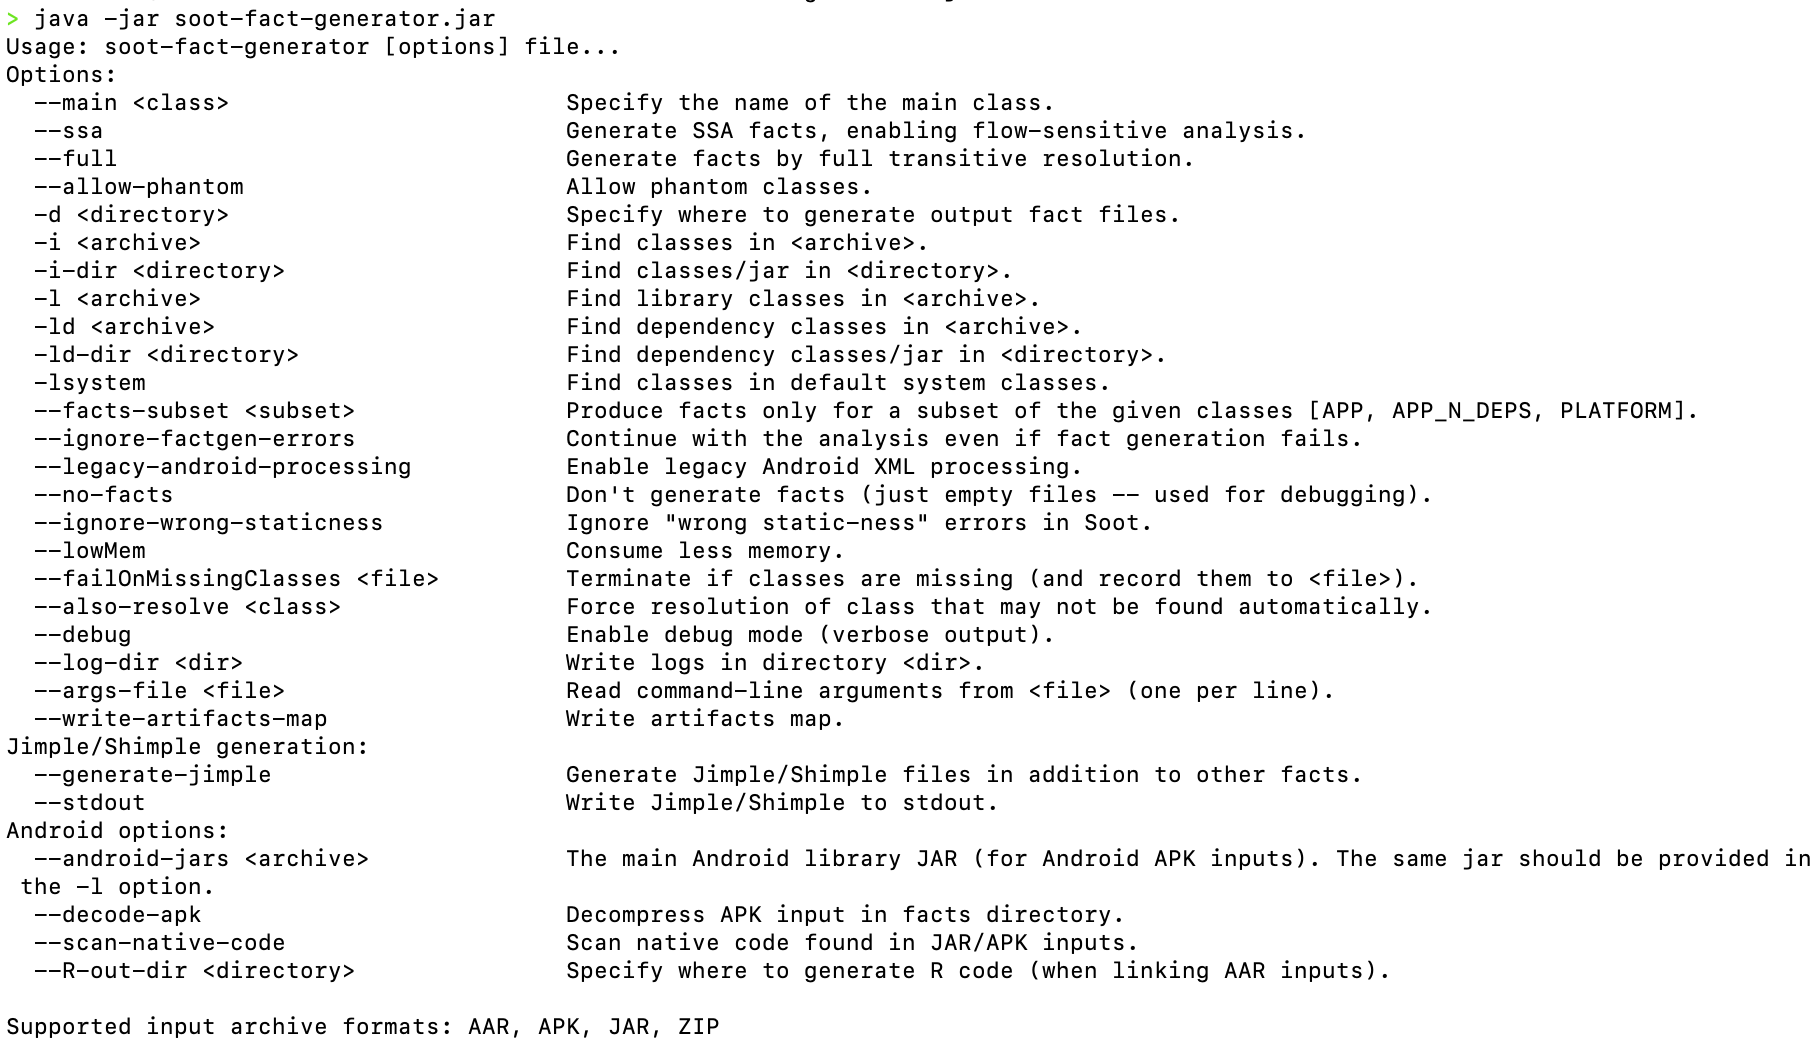 > java -jar soot-fact-generator.jar
Usage: soot-fact-generator [options] file...
Options:
  --main <class>                        Specify the name of the main class.
  --ssa                                 Generate SSA facts, enabling flow-sensitive analysis.
  --full                                Generate facts by full transitive resolution.
  --allow-phantom                       Allow phantom classes.
  -d <directory>                        Specify where to generate output fact files.
  -i <archive>                          Find classes in <archive>.
  -i-dir <directory>                    Find classes/jar in <directory>.
  -l <archive>                          Find library classes in <archive>.
  -ld <archive>                         Find dependency classes in <archive>.
  -ld-dir <directory>                   Find dependency classes/jar in <directory>.
  -lsystem                              Find classes in default system classes.
  --facts-subset <subset>               Produce facts only for a subset of the given classes [APP, APP_N_DEPS, PLATFORM].
  --ignore-factgen-errors               Continue with the analysis even if fact generation fails.
  --legacy-android-processing           Enable legacy Android XML processing.
  --no-facts                            Don't generate facts (just empty files -- used for debugging).
  --ignore-wrong-staticness             Ignore "wrong static-ness" errors in Soot.
  --lowMem                              Consume less memory.
  --failOnMissingClasses <file>         Terminate if classes are missing (and record them to <file>).
  --also-resolve <class>                Force resolution of class that may not be found automatically.
  --debug                               Enable debug mode (verbose output).
  --log-dir <dir>                       Write logs in directory <dir>.
  --args-file <file>                    Read command-line arguments from <file> (one per line).
  --write-artifacts-map                 Write artifacts map.
Jimple/Shimple generation:
  --generate-jimple                     Generate Jimple/Shimple files in addition to other facts.
  --stdout                              Write Jimple/Shimple to stdout.
Android options:
  --android-jars <archive>              The main Android library JAR (for Android APK inputs). The same jar should be provided in
 the -l option.
  --decode-apk                          Decompress APK input in facts directory.
  --scan-native-code                    Scan native code found in JAR/APK inputs.
  --R-out-dir <directory>               Specify where to generate R code (when linking AAR inputs).

Supported input archive formats: AAR, APK, JAR, ZIP